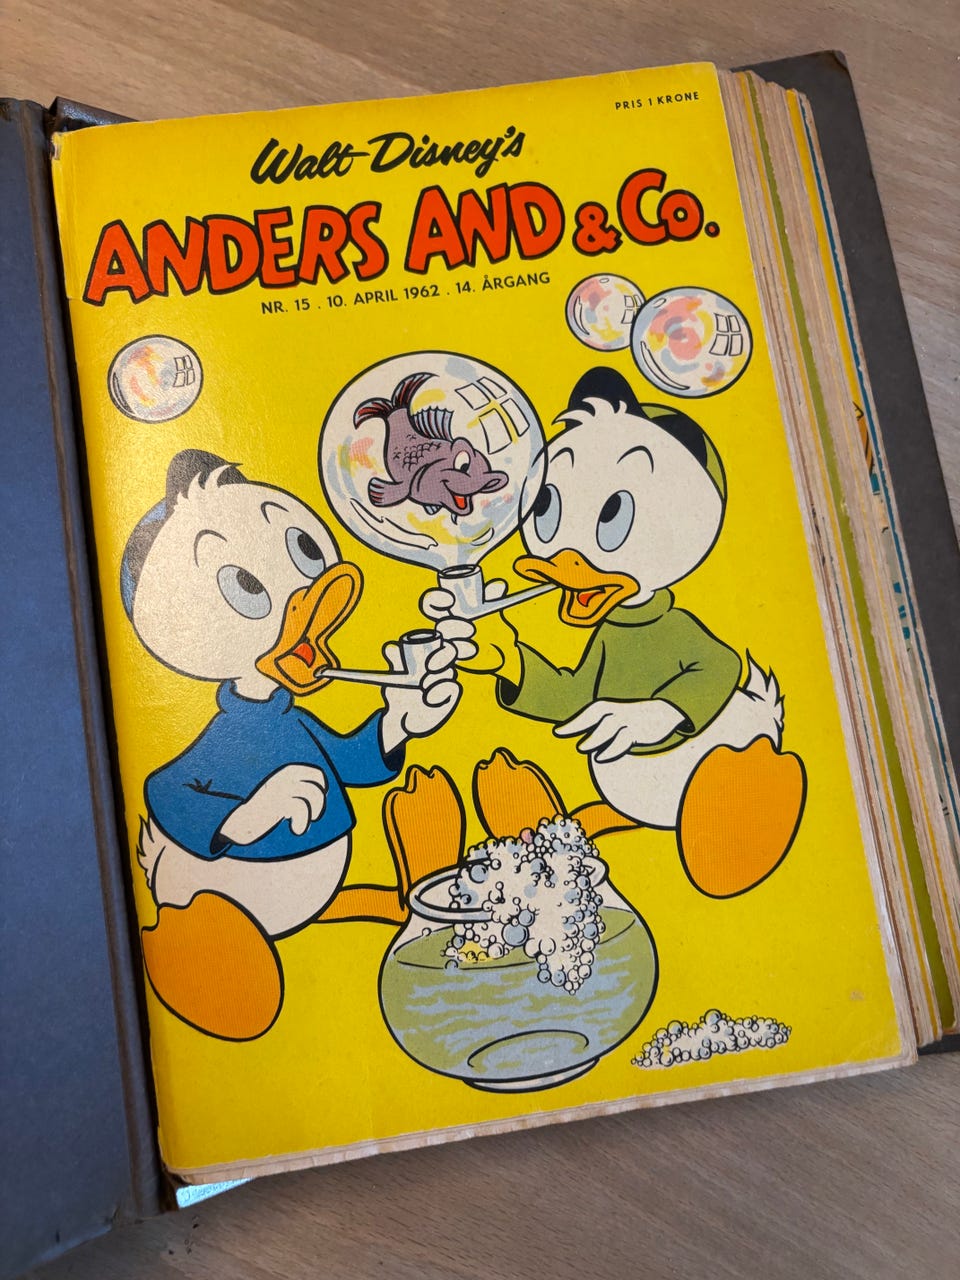 PRIS 1 KRONE
Walt Disney's
ANDERS AND & Co.
NR. 15 . 10. APRIL 1962 . 14. ÅRGANG